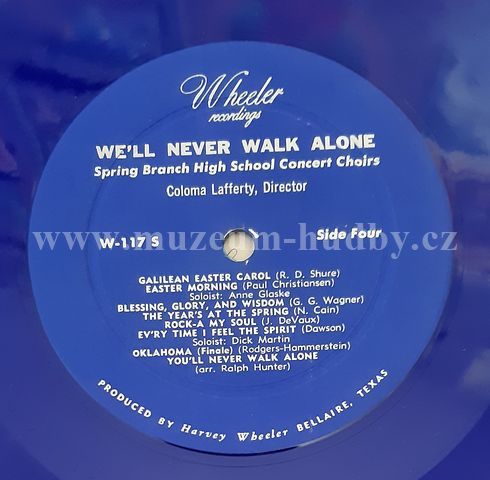 Wheeler
recordings
WE'LL NEVER WALK ALONE
Spring Branch High School Concert Choirs
Coloma Lafferty, Director
W-117 S
Side Four
www.muzeum-hudby.cz
GALILEAN EASTER CAROL (R. D. Shure)
EASTER MORNING (Paul Christiansen)
Soloist: Anne Glaske
BLESSING, GLORY, AND WISDOM (G. G. Wagner)
THE YEAR'S AT THE SPRING (N. Cain)
ROCK-A MY SOUL (J. DeVaux)
EV'RY TIME I FEEL THE SPIRIT (Dawson)
Soloist: Dick Martin
OKLAHOMA (Finale) (Rodgers-Hammerstein)
YOU'LL NEVER WALK ALONE
(arr. Ralph Hunter)
PRODUCED BY Harvey Wheeler BELLAIRE, TEXAS